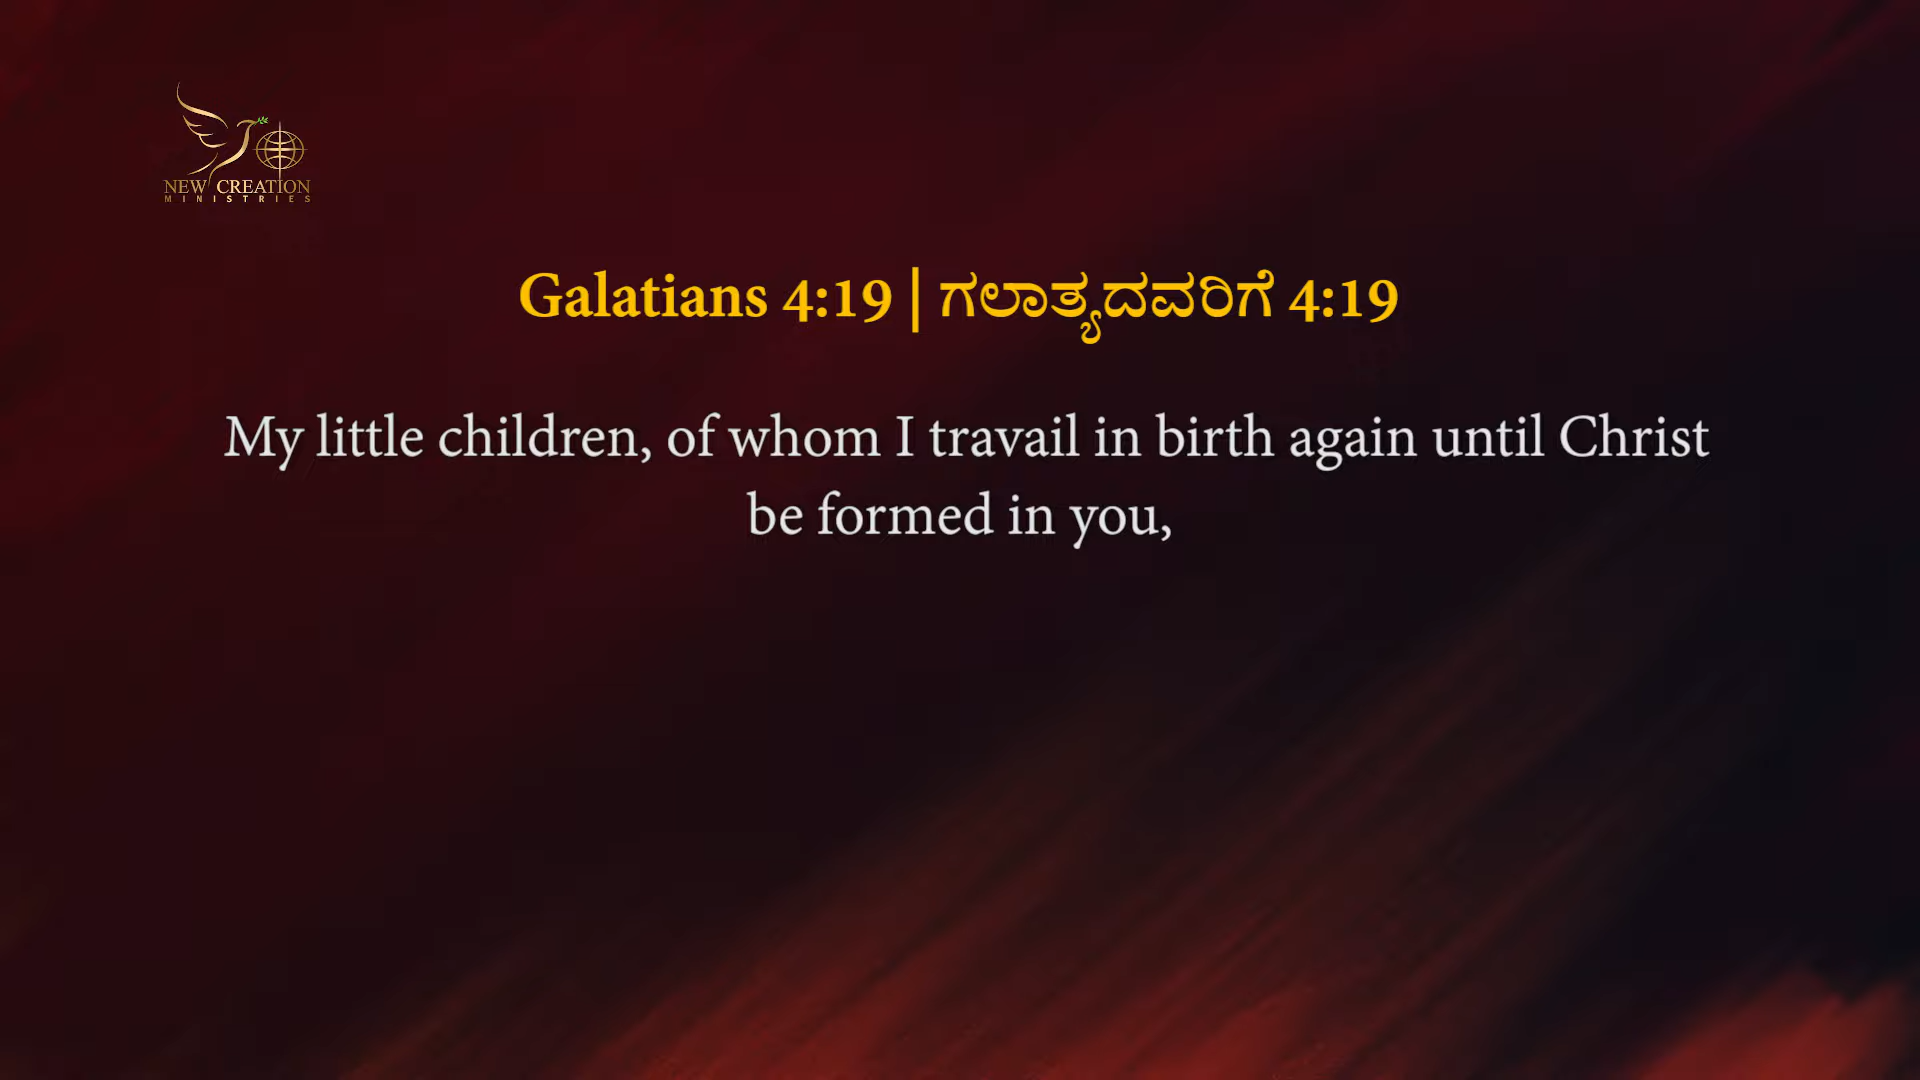 NEW CREATION
MINISTRIES
Galatians 4:19 | ಗಲಾತ್ಯದವರಿಗೆ 4:19
My little children, of whom I travail in birth again until Christ
be formed in you,